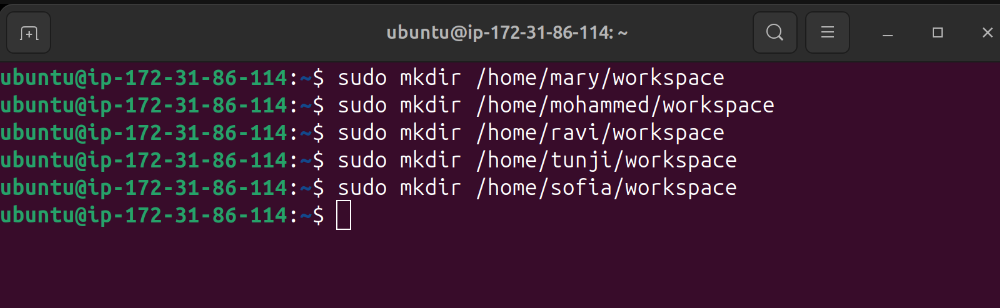 ubuntu@ip-172-31-86-114: ~
ubuntu@ip-172-31-86-114:~$ sudo mkdir /home/mary/workspace
ubuntu@ip-172-31-86-114:~$ sudo mkdir /home/mohammed/workspace
ubuntu@ip-172-31-86-114:~$ sudo mkdir /home/ravi/workspace
ubuntu@ip-172-31-86-114:~$ sudo mkdir /home/tunji/workspace
ubuntu@ip-172-31-86-114:~$ sudo mkdir /home/sofia/workspace
ubuntu@ip-172-31-86-114:~$